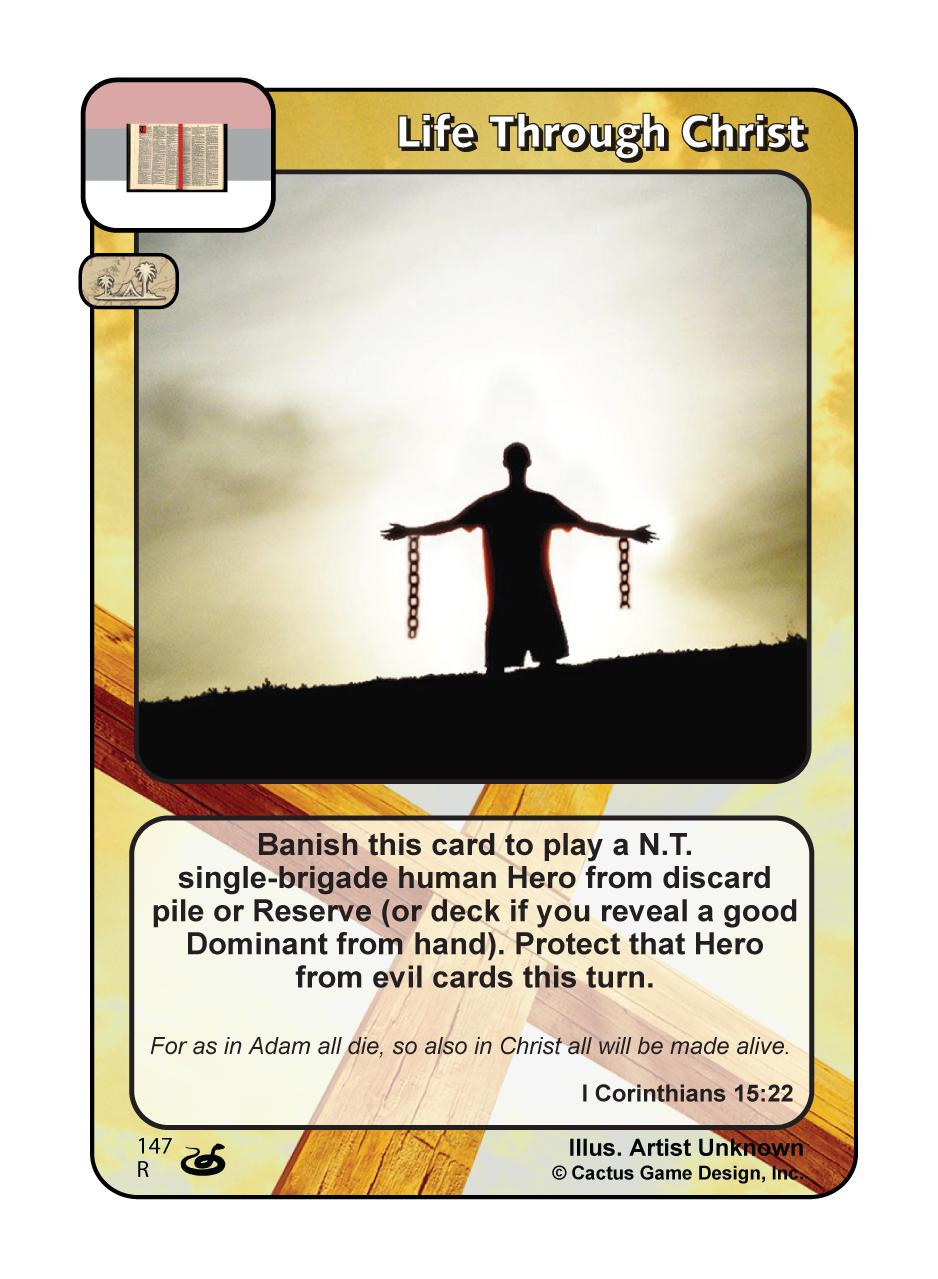 Life Through Christ
Banish this card to play a N.T.
single-brigade human Hero from discard
pile or Reserve (or deck if you reveal a good
Dominant from hand). Protect that Hero
from evil cards this turn.
For as in Adam all die, so also in Christ all will be made alive.
I Corinthians 15:22
147
R
Illus. Artist Unknown
© Cactus Game Design, Inc.